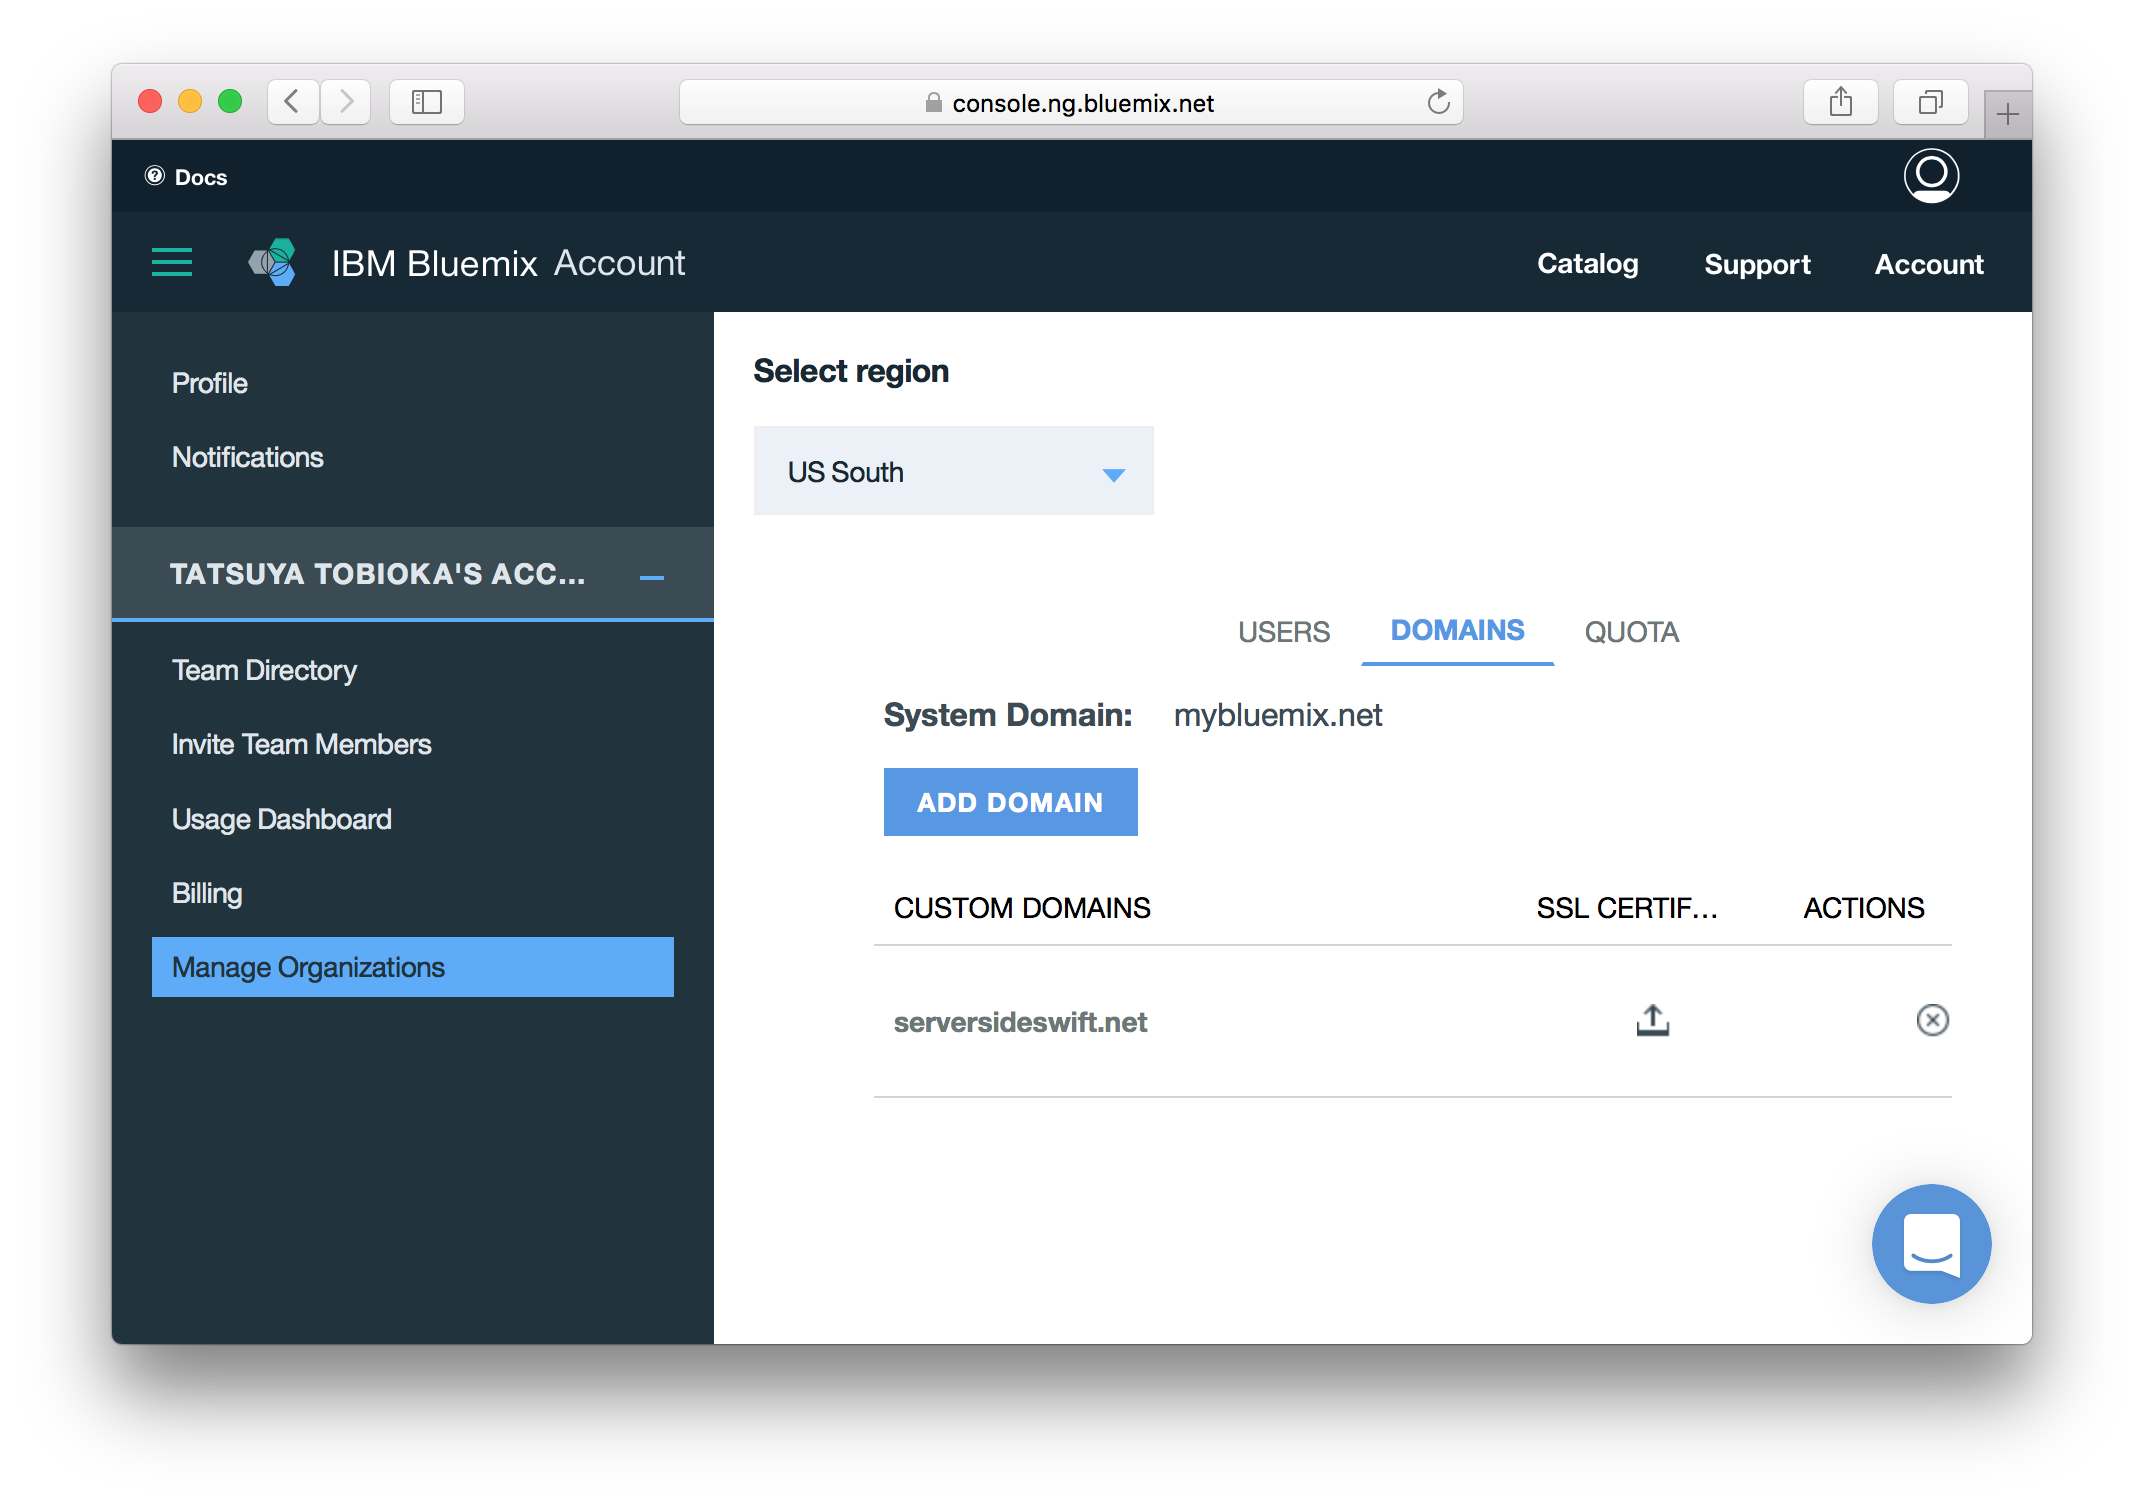 console.ng.bluemix.net
Docs
IBM Bluemix Account
Catalog
Support
Account
Profile
Notifications
TATSUYA TOBIOKA'S ACC...
Team Directory
Invite Team Members
Usage Dashboard
Billing
Manage Organizations
Select region
US South
USERS
DOMAINS
QUOTA
System Domain: mybluemix.net
ADD DOMAIN
CUSTOM DOMAINS
SSL CERTIF...
ACTIONS
serversideswift.net